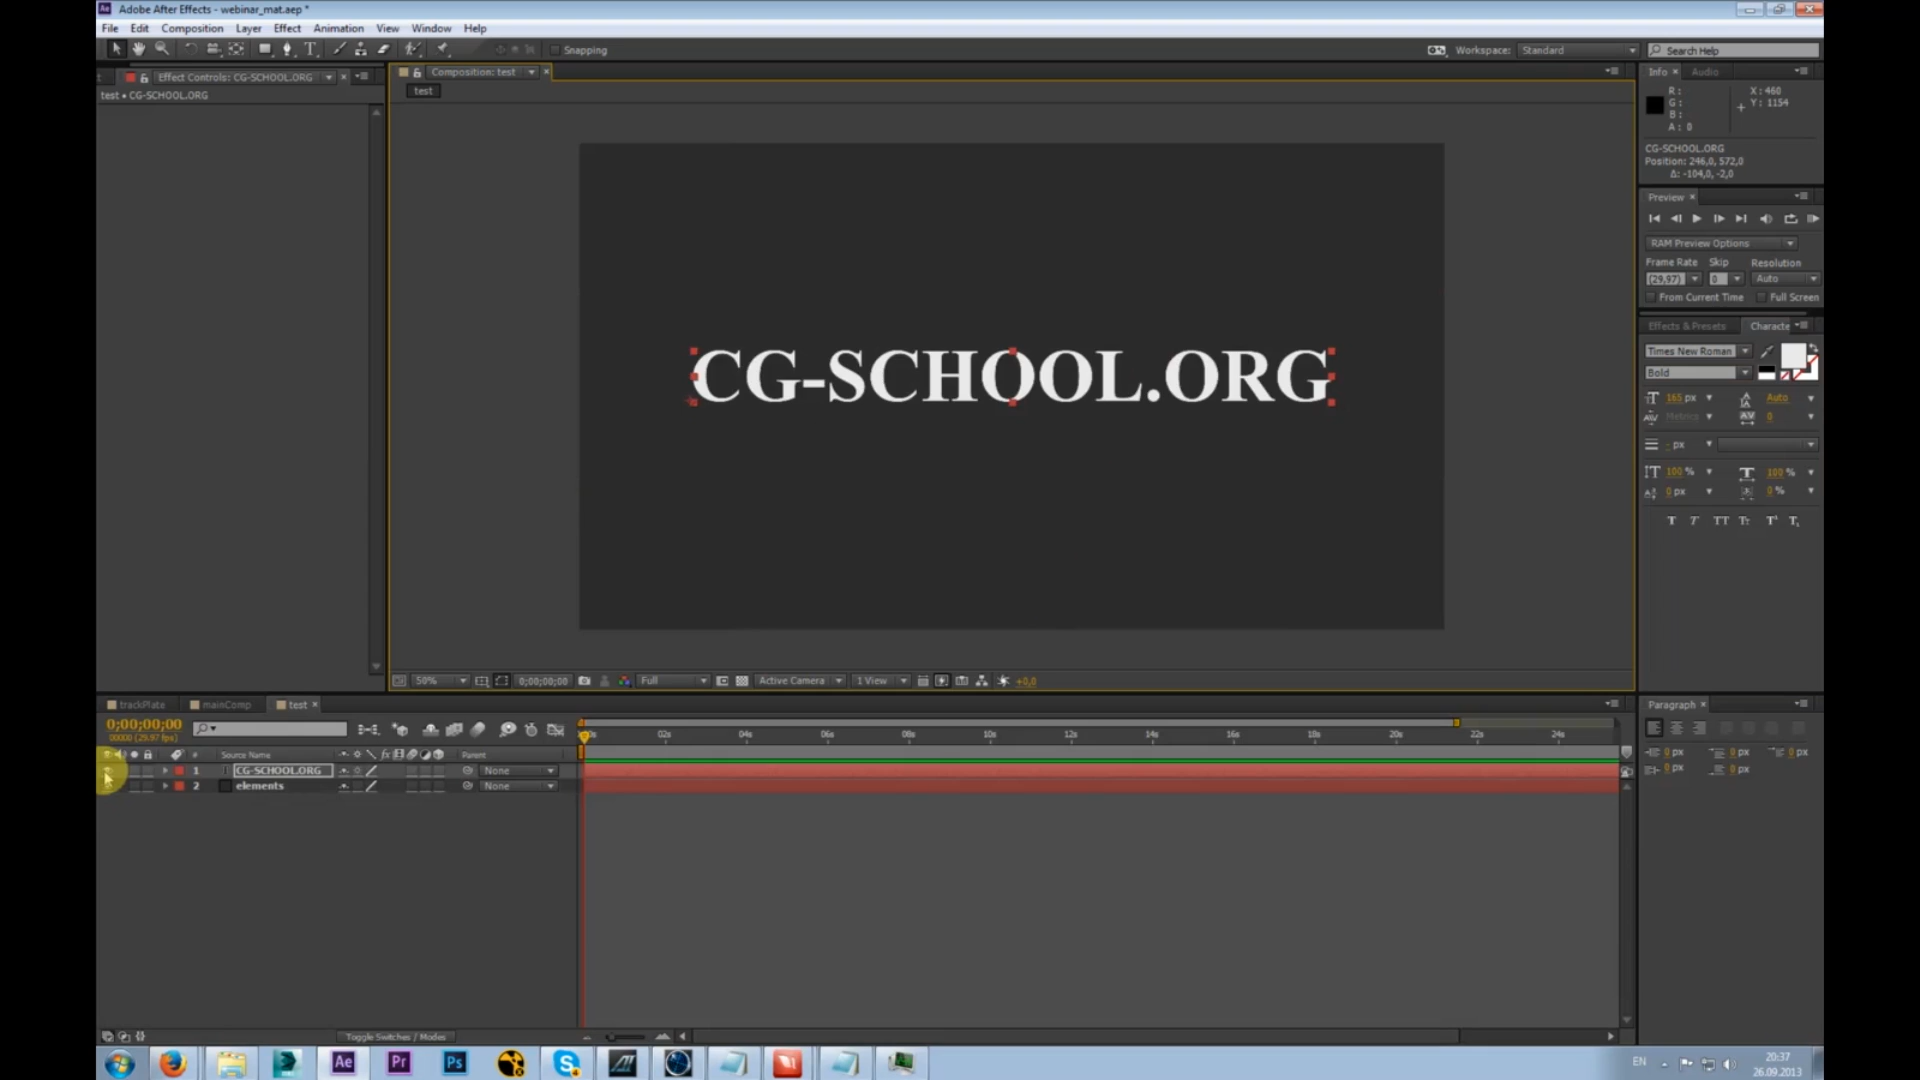 Adobe After Effects - webinar_mat.aep *
File Edit Composition Layer Effect Animation View Window Help
Snapping
Workspace: Standard
Search Help
Effect Controls: CG-SCHOOL.ORG
test • CG-SCHOOL.ORG
Composition: test
test
Info Audio
R :
G :
B :
A : 0
X : 460
Y : 1154
CG-SCHOOL.ORG
Position: 246,0, 572,0
Δ: -104,0, -2,0
Preview
RAM Preview Options
Frame Rate Skip Resolution
(29,97) 0 Auto
From Current Time Full Screen
Effects & Presets Characte
Times New Roman
Bold
165 px Auto
Metrics 0
- px
100 % 100 %
0 px 0 %
T T TT Tr T¹ T,
CG-SCHOOL.ORG
50% 0;00;00;00 Full Active Camera 1 View +0,0
trackPlate mainComp test
0;00;00;00
00000 (29.97 fps)
# Source Name fx Parent
1 CG-SCHOOL.ORG None
2 elements None
02s 04s 06s 08s 10s 12s 14s 16s 18s 20s 22s 24s
Paragraph
0 px 0 px 0 px
0 px 0 px
Toggle Switches / Modes
Ae Pr Ps
EN
20:37
26.09.2013